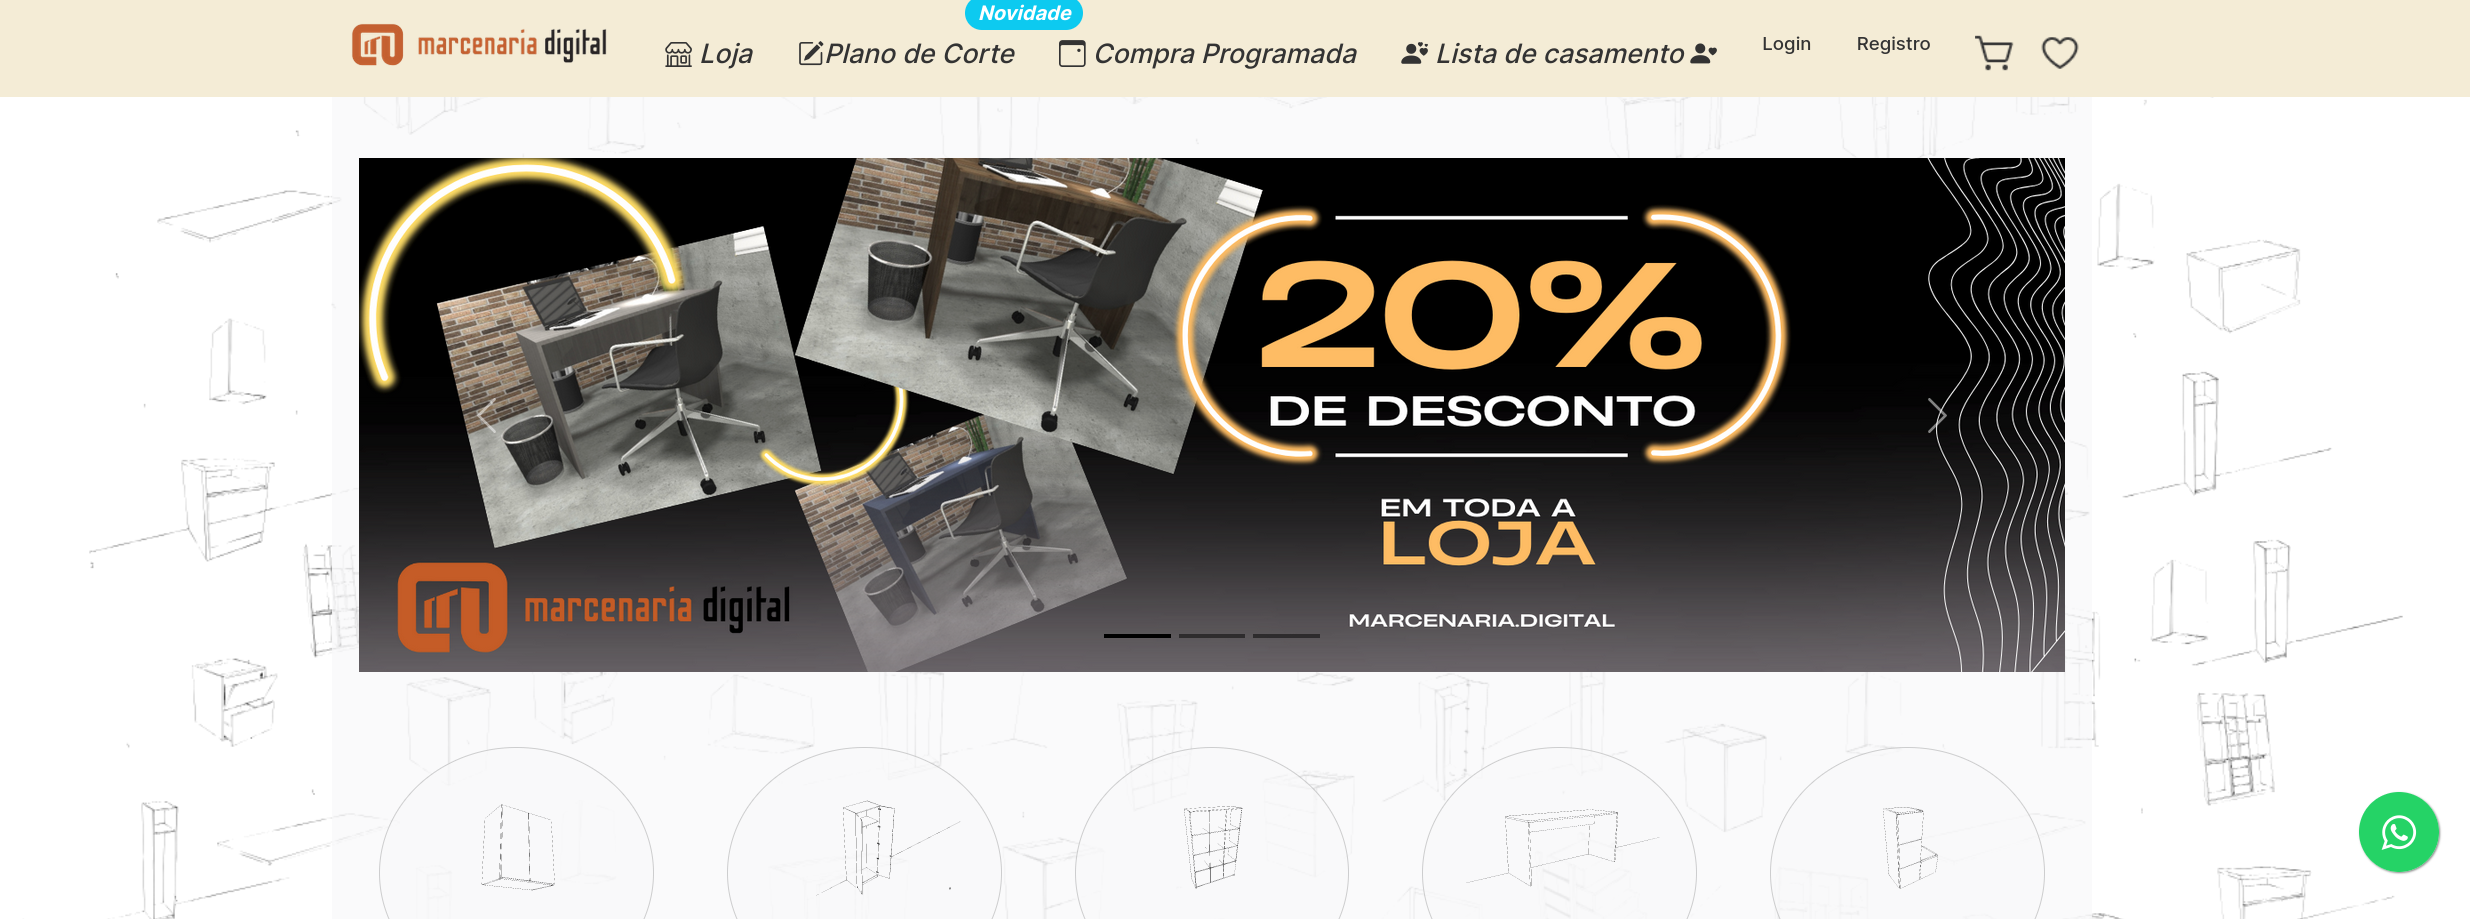 Novidade
marcenaria digital
Loja
Plano de Corte
Compra Programada
Lista de casamento
Login
Registro
20%
DE DESCONTO
EM TODA A
LOJA
marcenaria digital
MARCENARIA.DIGITAL